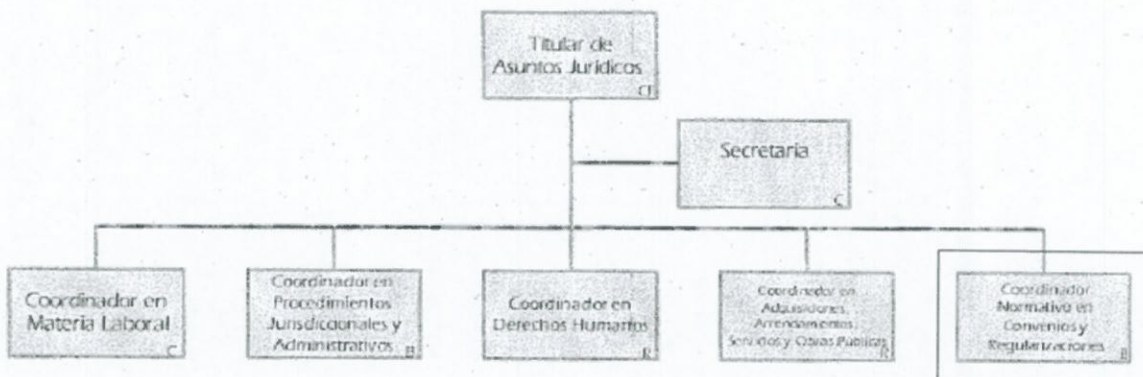 Titular de
Asuntos Jurídicos
Secretaria
C
Coordinador en
Materia Laboral
C
Coordinador en
Procedimientos
Jurisdiccionales y
Administrativos
B
Coordinador en
Derechos Humanos
R
Coordinador en
Adquisiciones,
Arrendamientos,
Servicios y Obras Públicas
R
Coordinador
Normativo en
Convenios y
Regularizaciones